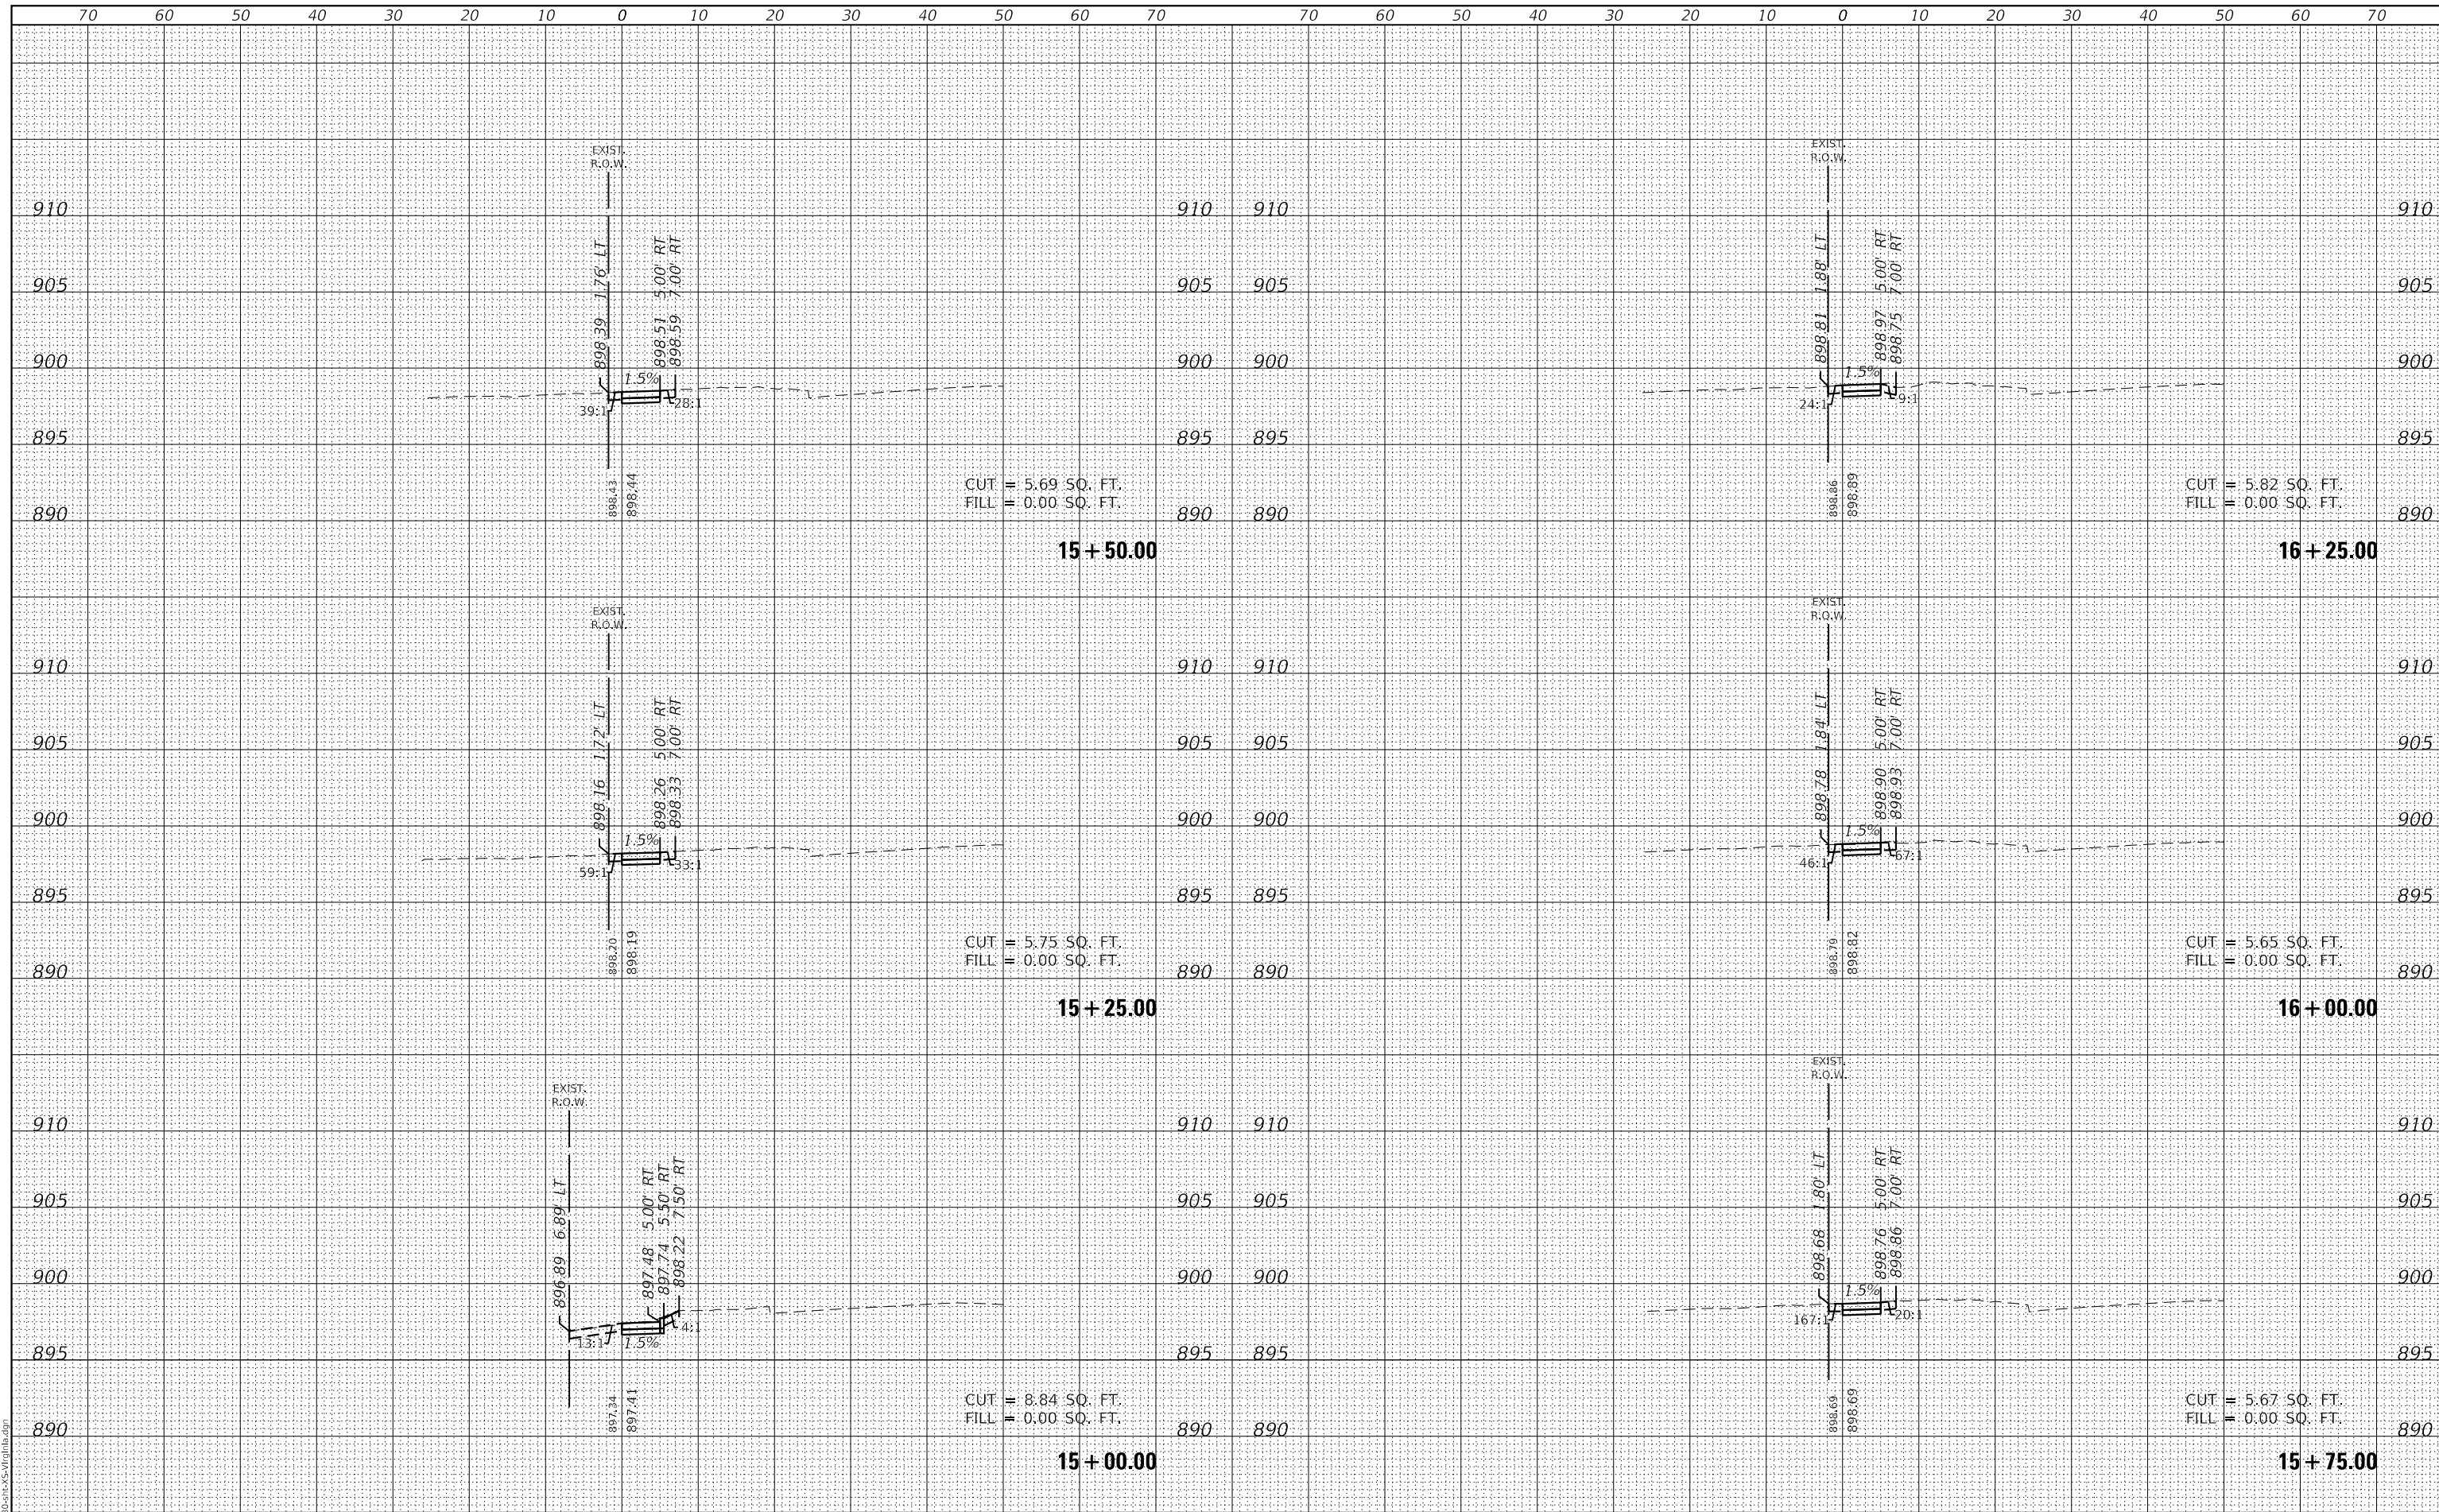 70 60 50 40 30 20 10 0 10 20 30 40 50 60 70 70 60 50 40 30 20 10 0 10 20 30 40 50 60 70
EXIST.
R.O.W.
910 910
905 905
900 900
895 895
890 890
898.39 1.76' LT
898.51 5.00' RT
898.59 7.00' RT
1.5%
39:1
28:1
898.43
898.44
CUT = 5.69 SQ. FT.
FILL = 0.00 SQ. FT.
15+50.00
EXIST.
R.O.W.
910 910
905 905
900 900
895 895
890 890
898.81 1.88' LT
898.97 5.00' RT
898.75 7.00' RT
1.5%
24:1
9:1
898.86
898.89
CUT = 5.82 SQ. FT.
FILL = 0.00 SQ. FT.
16+25.00
EXIST.
R.O.W.
910 910
905 905
900 900
895 895
890 890
898.16 1.72' LT
898.26 5.00' RT
898.33 7.00' RT
1.5%
59:1
33:1
898.20
898.19
CUT = 5.75 SQ. FT.
FILL = 0.00 SQ. FT.
15+25.00
EXIST.
R.O.W.
910 910
905 905
900 900
895 895
890 890
898.78 1.84' LT
898.90 5.00' RT
898.93 7.00' RT
1.5%
46:1
67:1
898.79
898.82
CUT = 5.65 SQ. FT.
FILL = 0.00 SQ. FT.
16+00.00
EXIST.
R.O.W.
910 910
905 905
900 900
895 895
890 890
896.89 6.89' LT
897.48 5.00' RT
897.74 5.50' RT
898.22 7.50' RT
13:1
1.5%
4:1
897.34
897.41
CUT = 8.84 SQ. FT.
FILL = 0.00 SQ. FT.
15+00.00
EXIST.
R.O.W.
910 910
905 905
900 900
895 895
890 890
898.68 1.80' LT
898.76 5.00' RT
898.86 7.00' RT
1.5%
167:1
20:1
898.69
898.69
CUT = 5.67 SQ. FT.
FILL = 0.00 SQ. FT.
15+75.00